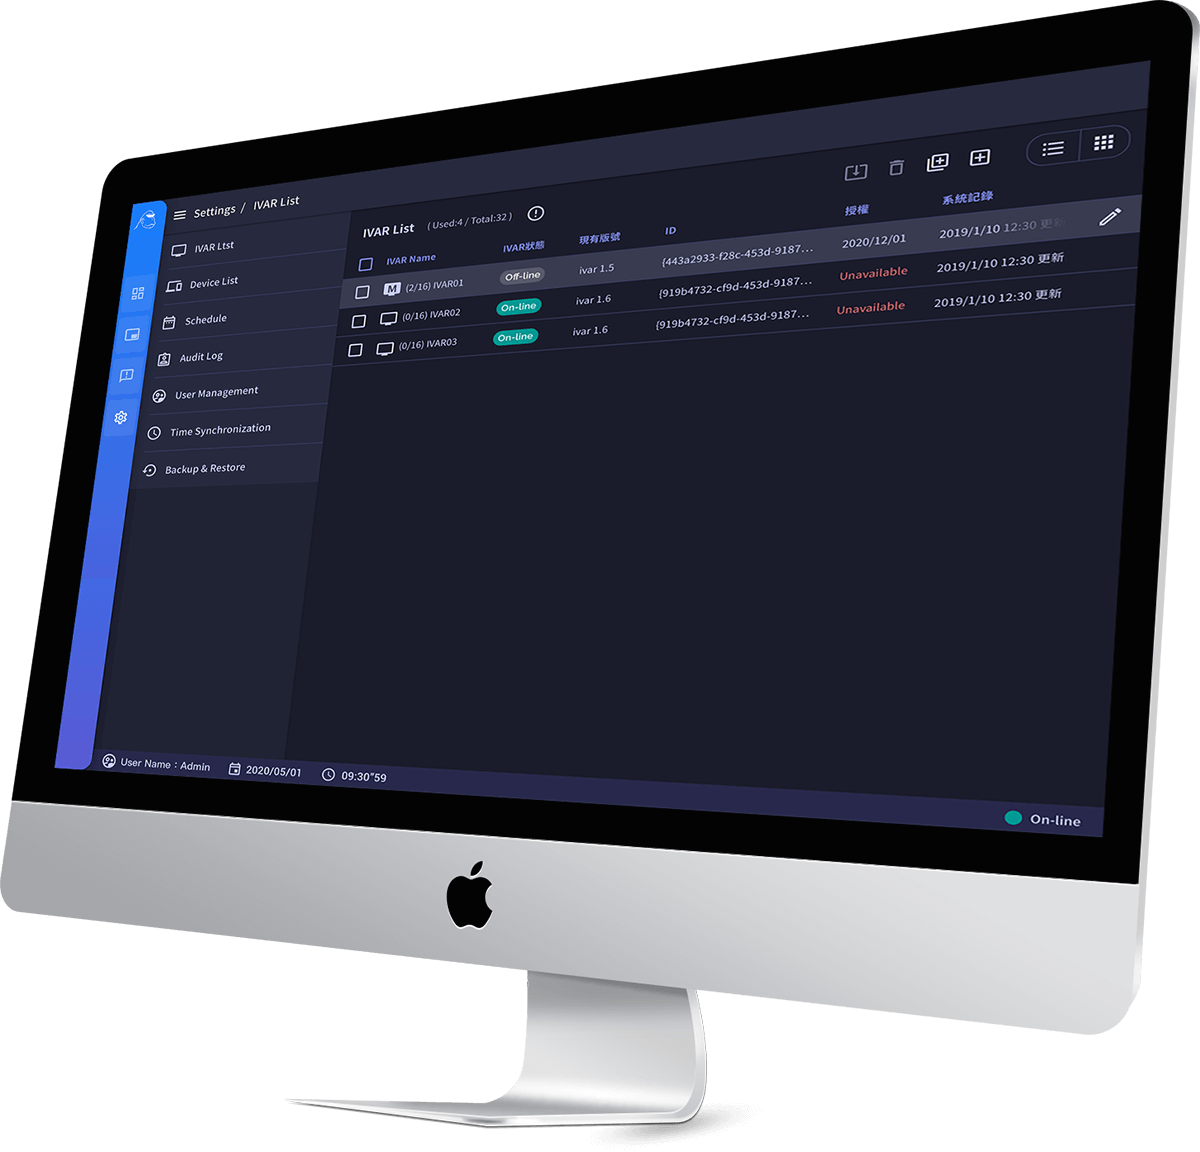 Settings / IVAR List
IVAR Ltst
Device List
Schedule
Audit Log
User Management
Time Synchronization
Backup & Restore
IVAR List ( Used:4 / Total:32 )
IVAR Name IVAR狀態 現有版號 ID 授權 系統記錄
M (2/16) IVAR01 Off-line ivar 1.5 {443a2933-f28c-453d-9187... 2020/12/01 2019/1/10 12:30 更新
(0/16) IVAR02 On-line ivar 1.6 {919b4732-cf9d-453d-9187... Unavailable 2019/1/10 12:30 更新
(0/16) IVAR03 On-line ivar 1.6 {919b4732-cf9d-453d-9187... Unavailable 2019/1/10 12:30 更新
User Name：Admin 2020/05/01 09:30”59
On-line